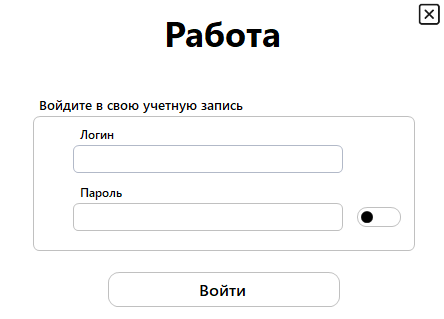 Работа
Войдите в свою учетную запись
Логин
Пароль
Войти